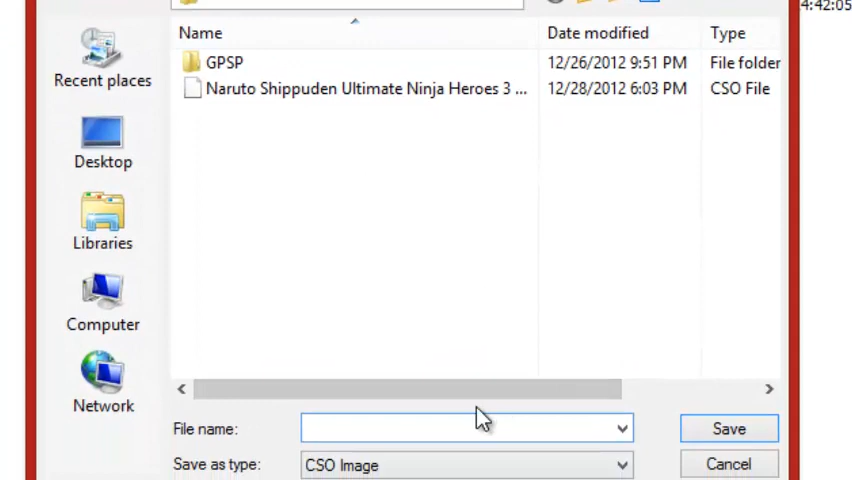 4:42:05
Name Date modified Type
GPSP 12/26/2012 9:51 PM File folder
Naruto Shippuden Ultimate Ninja Heroes 3 ... 12/28/2012 6:03 PM CSO File
Recent places
Desktop
Libraries
Computer
Network
File name: Save
Save as type: CSO Image Cancel